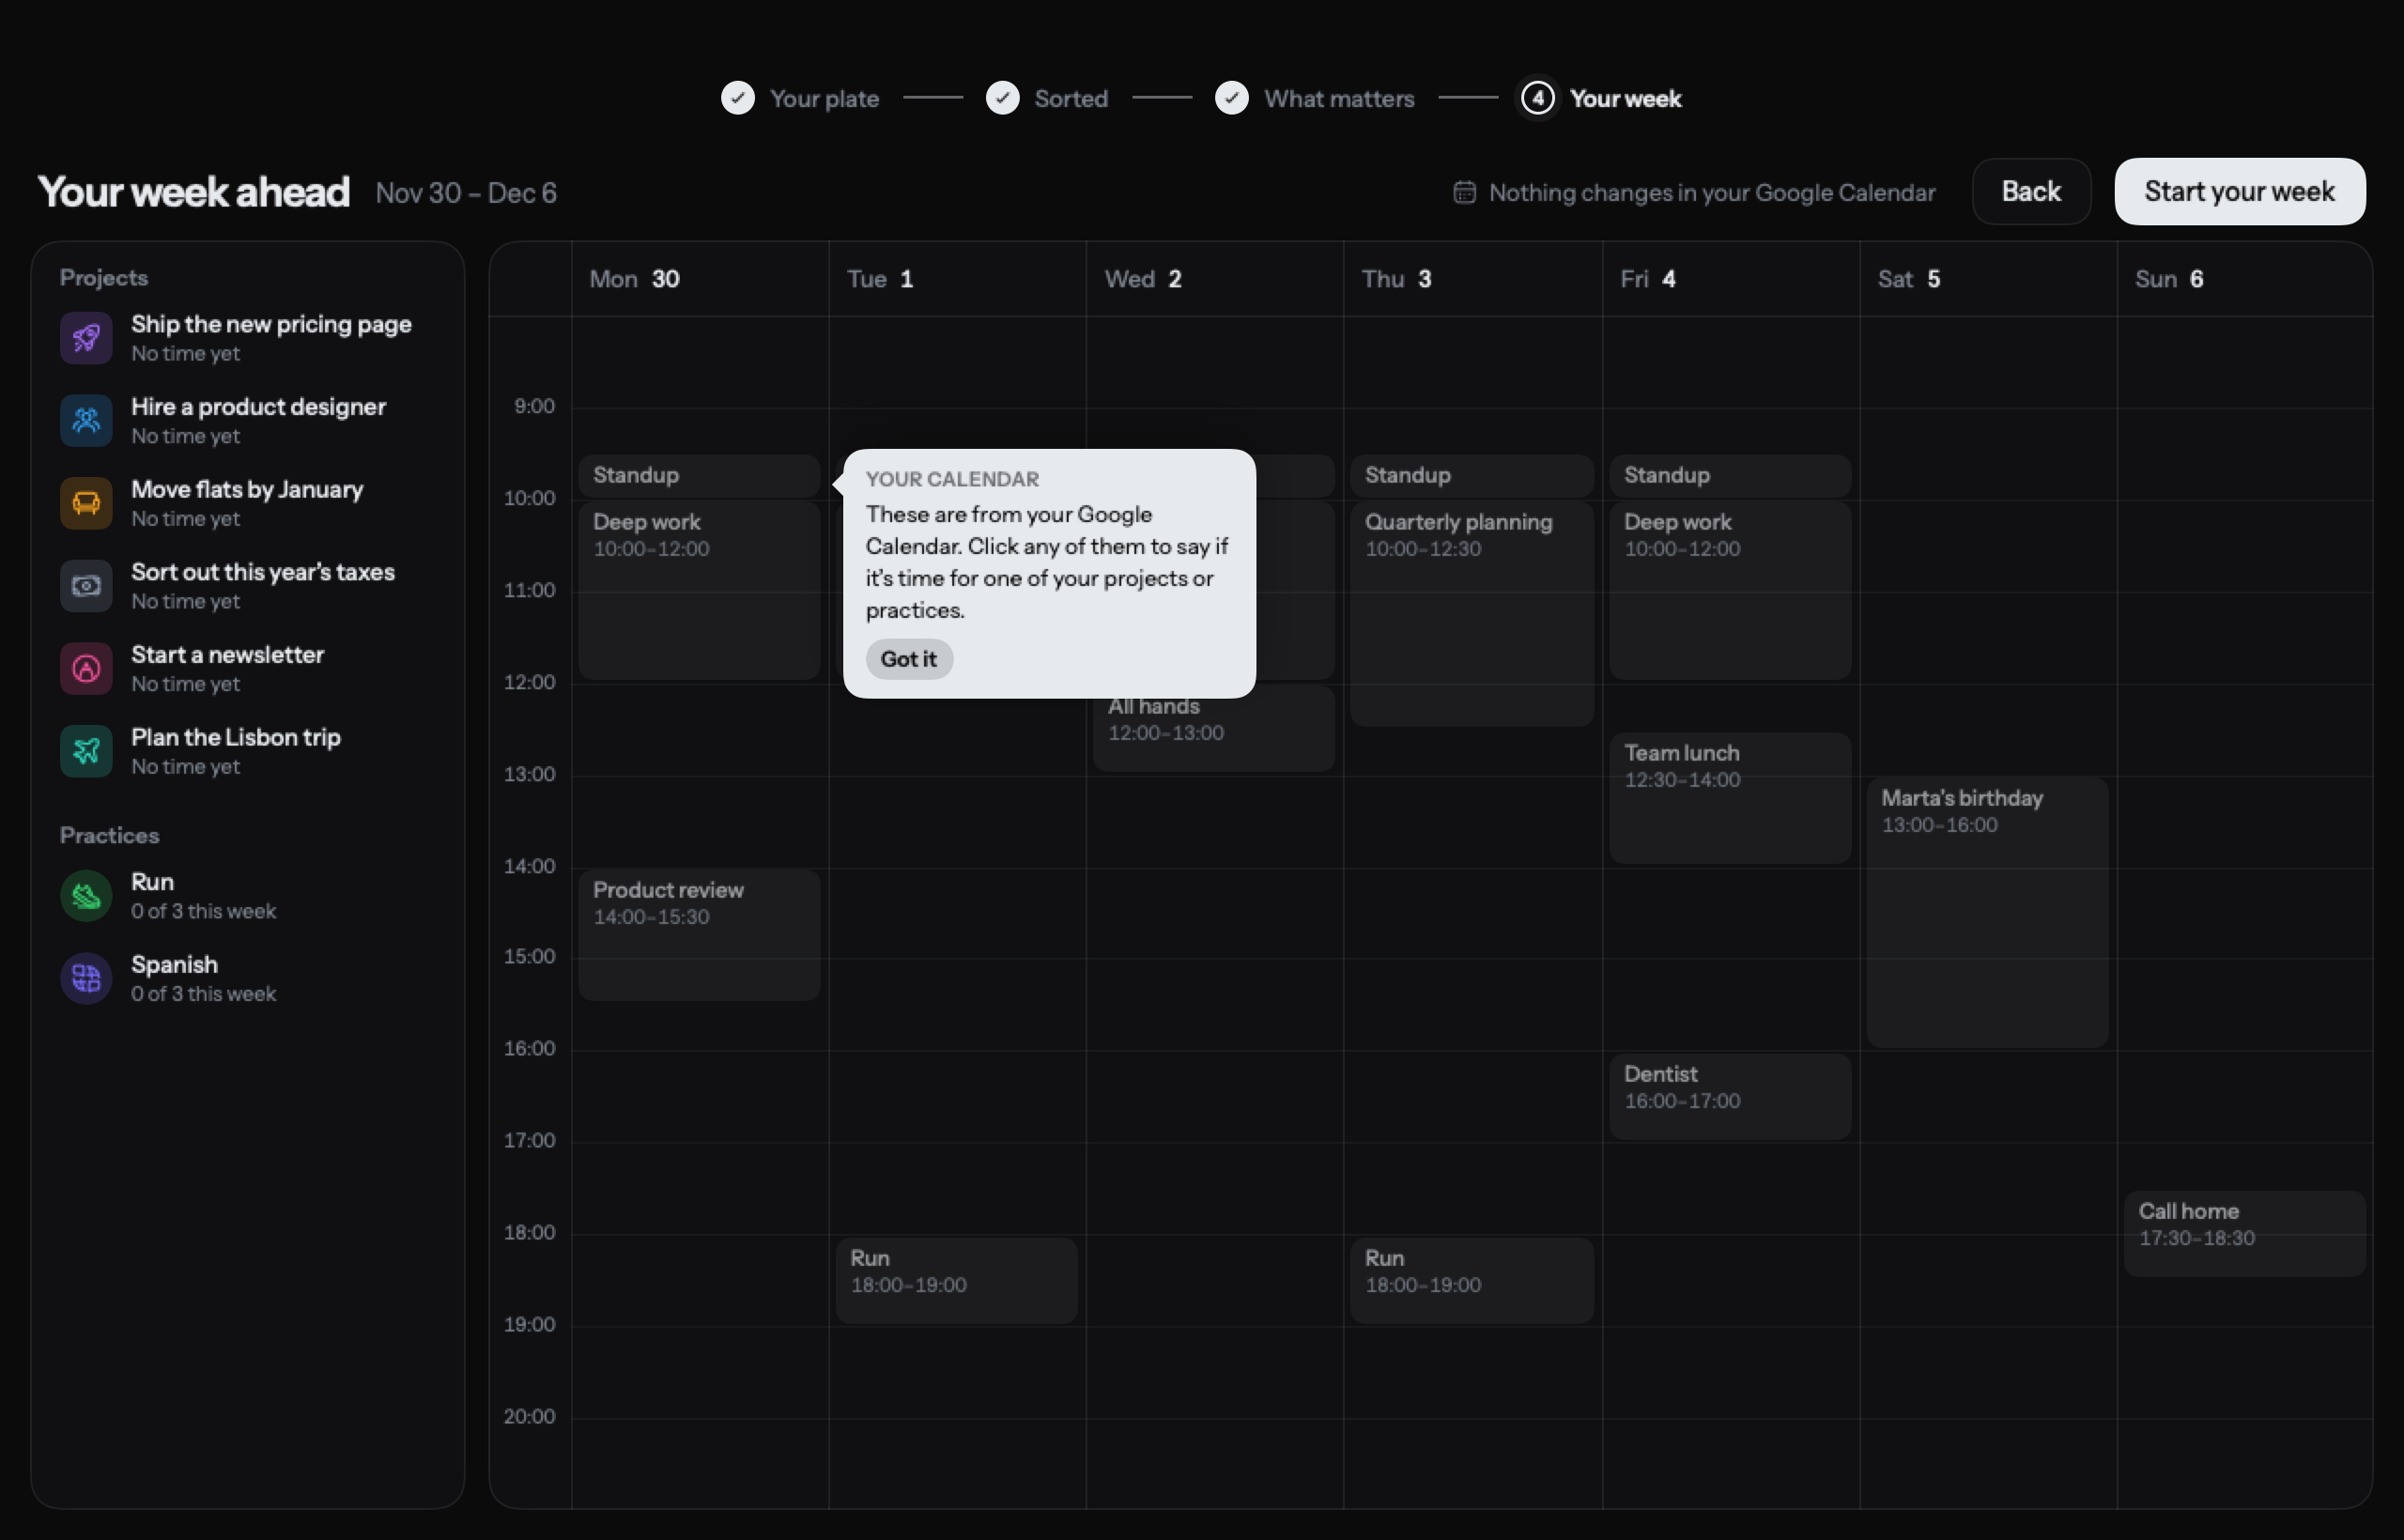 Your plate
Sorted
What matters
4 Your week
Your week ahead Nov 30 – Dec 6
Nothing changes in your Google Calendar
Back
Start your week
Projects
Ship the new pricing page
No time yet
Hire a product designer
No time yet
Move flats by January
No time yet
Sort out this year’s taxes
No time yet
Start a newsletter
No time yet
Plan the Lisbon trip
No time yet
Practices
Run
0 of 3 this week
Spanish
0 of 3 this week
Mon 30
Tue 1
Wed 2
Thu 3
Fri 4
Sat 5
Sun 6
9:00
10:00
11:00
12:00
13:00
14:00
15:00
16:00
17:00
18:00
19:00
20:00
Standup
Deep work
10:00–12:00
Product review
14:00–15:30
YOUR CALENDAR
These are from your Google
Calendar. Click any of them to say if
it’s time for one of your projects or
practices.
Got it
Run
18:00–19:00
All hands
12:00–13:00
Standup
Quarterly planning
10:00–12:30
Run
18:00–19:00
Standup
Deep work
10:00–12:00
Team lunch
12:30–14:00
Dentist
16:00–17:00
Marta’s birthday
13:00–16:00
Call home
17:30–18:30